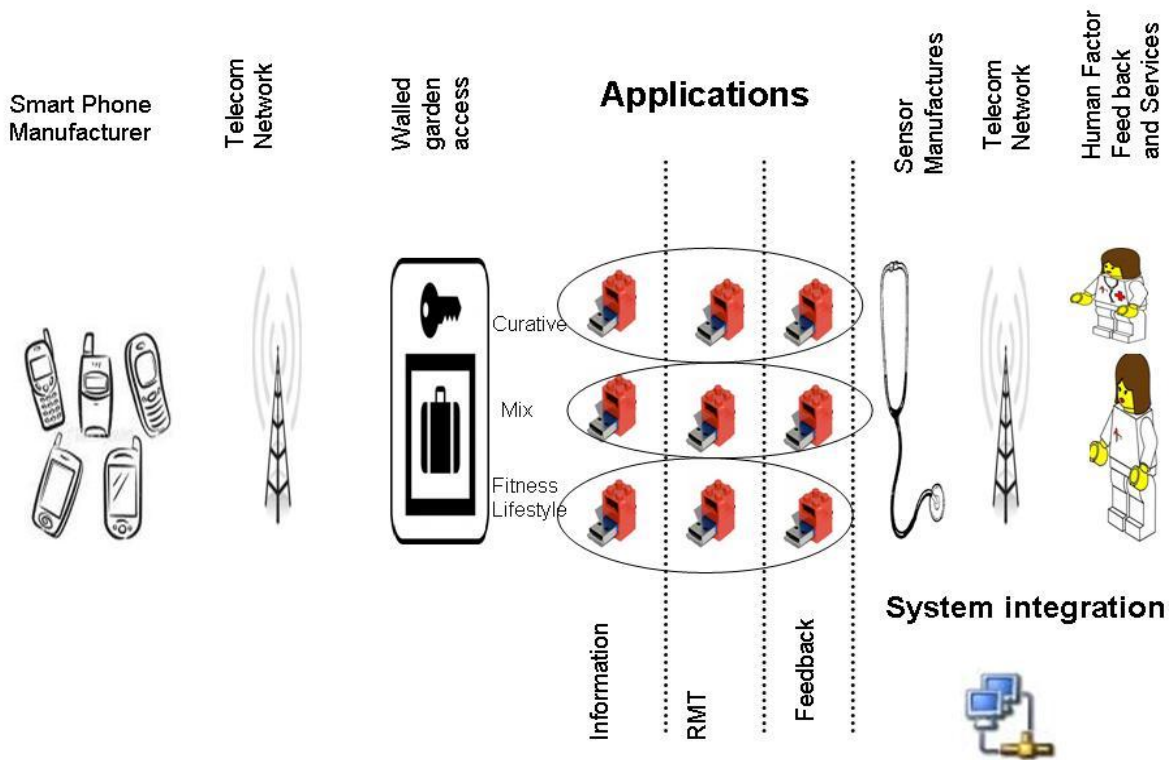 Smart Phone
Manufacturer
Telecom
Network
Walled
garden
access
Applications
Sensor
Manufactures
Telecom
Network
Human Factor
Feed back
and Services
Curative
Mix
Fitness
Lifestyle
Information
RMT
Feedback
System integration